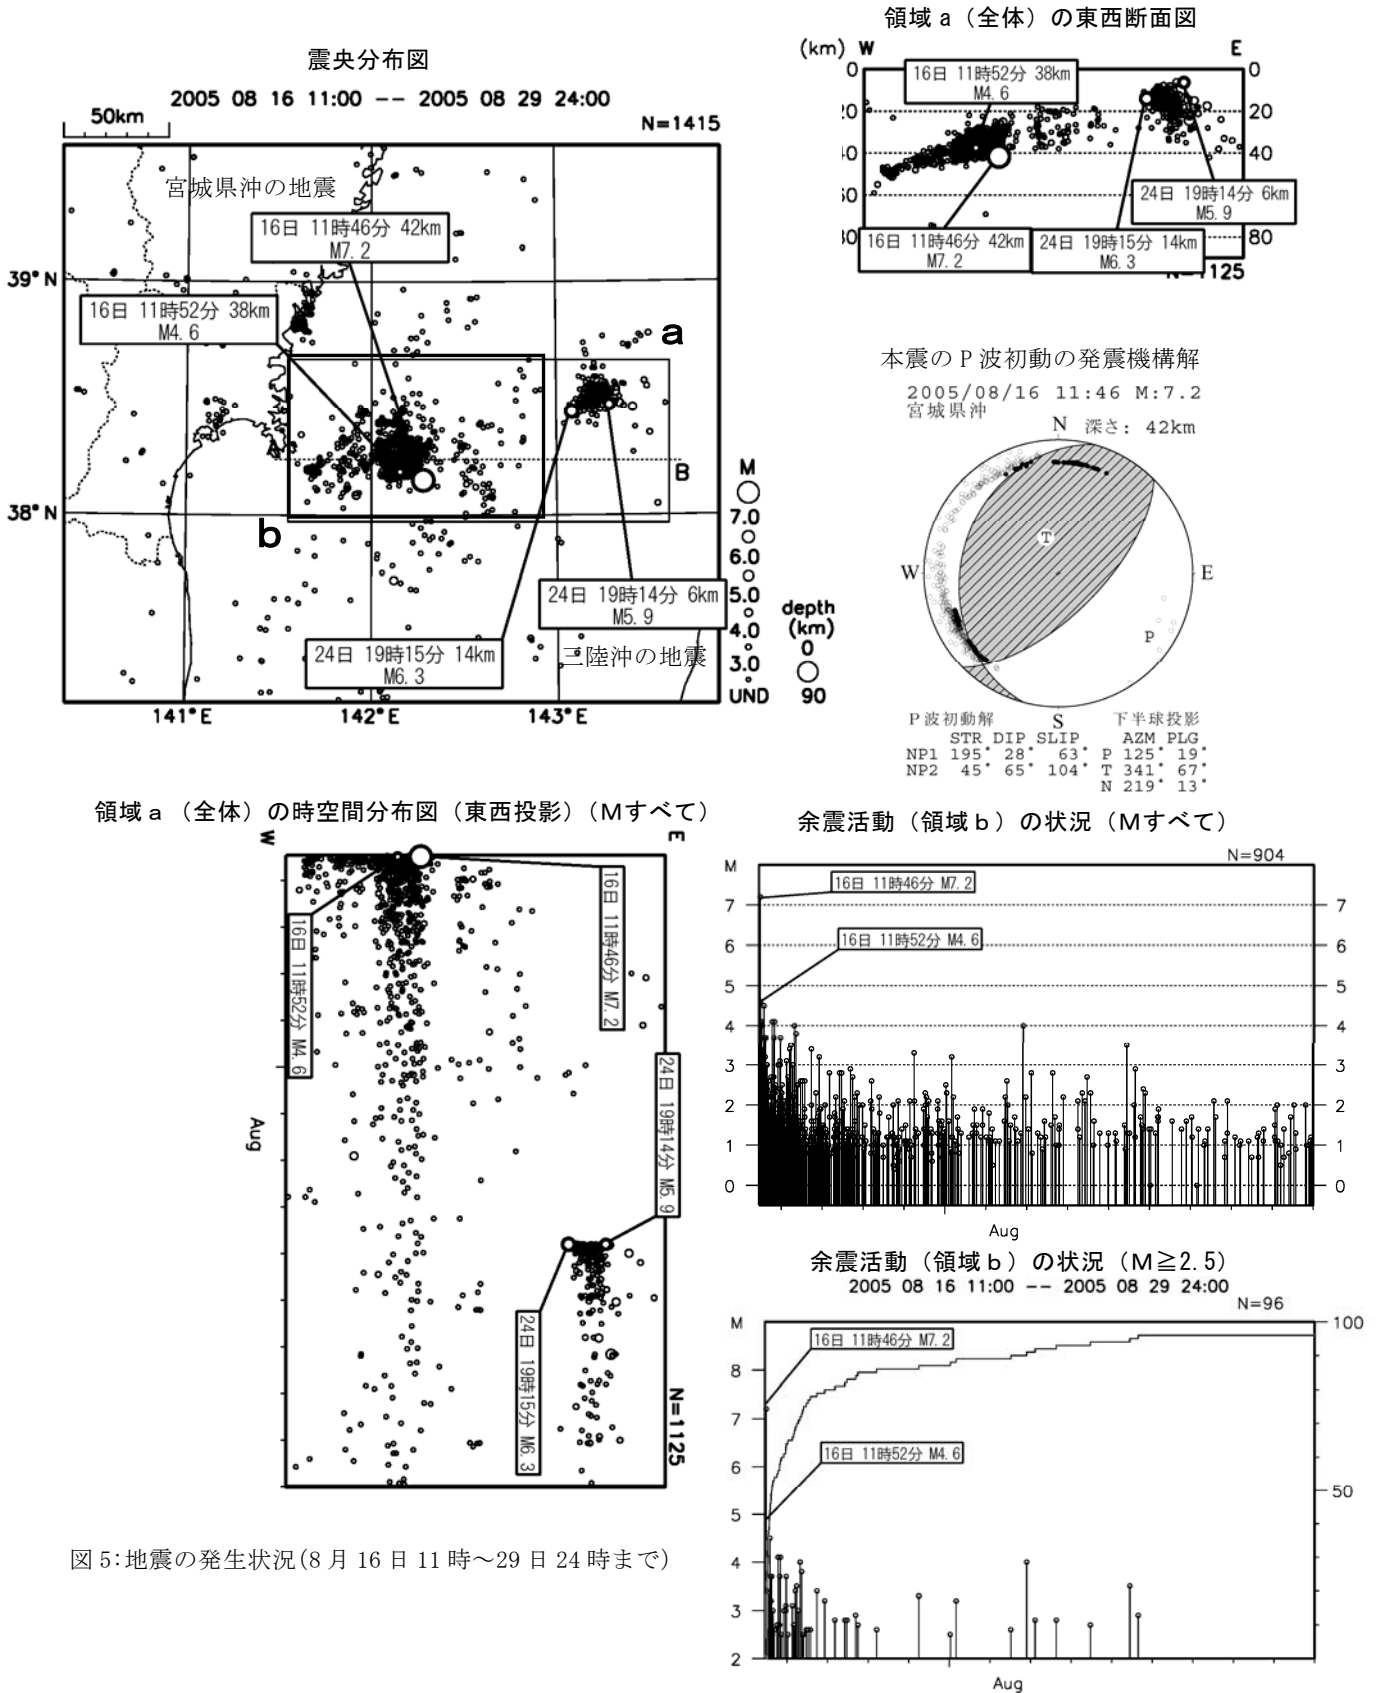 震央分布図
2005 08 16 11:00 -- 2005 08 29 24:00
50km
N=1415
宮城県沖の地震
16日 11時46分 42km
M7.2
39°N
16日 11時52分 38km
M4.6
a
B
38°N
b
24日 19時14分 6km
M5.9
24日 19時15分 14km
M6.3
三陸沖の地震
141°E
142°E
143°E
M
7.0
6.0
5.0
4.0
3.0
UND
depth
(km)
0
90
領域a（全体）の東西断面図
(km) W
E
16日 11時52分 38km
M4.6
0
20
40
60
80
0
20
40
80
24日 19時14分 6km
M5.9
16日 11時46分 42km
M7.2
24日 19時15分 14km
M6.3
N=1125
本震のP波初動の発震機構解
2005/08/16 11:46 M:7.2
宮城県沖
N 深さ: 42km
W
T
E
P
S
P波初動解 下半球投影
STR DIP SLIP AZM PLG
NP1 195° 28° 63° P 125° 19°
NP2 45° 65° 104° T 341° 67°
N 219° 13°
領域a（全体）の時空間分布図（東西投影）（Mすべて）
W
E
16日 11時46分 M7.2
16日 11時52分 M4.6
24日 19時14分 M5.9
Aug
24日 19時15分 M6.3
N=1125
余震活動（領域b）の状況（Mすべて）
N=904
M
16日 11時46分 M7.2
16日 11時52分 M4.6
7
6
5
4
3
2
1
0
7
6
5
4
3
2
1
0
Aug
余震活動（領域b）の状況（M≧2.5）
2005 08 16 11:00 -- 2005 08 29 24:00
N=96
M
16日 11時46分 M7.2
16日 11時52分 M4.6
8
7
6
5
4
3
2
100
50
Aug
図5:地震の発生状況(8月16日11時～29日24時まで)